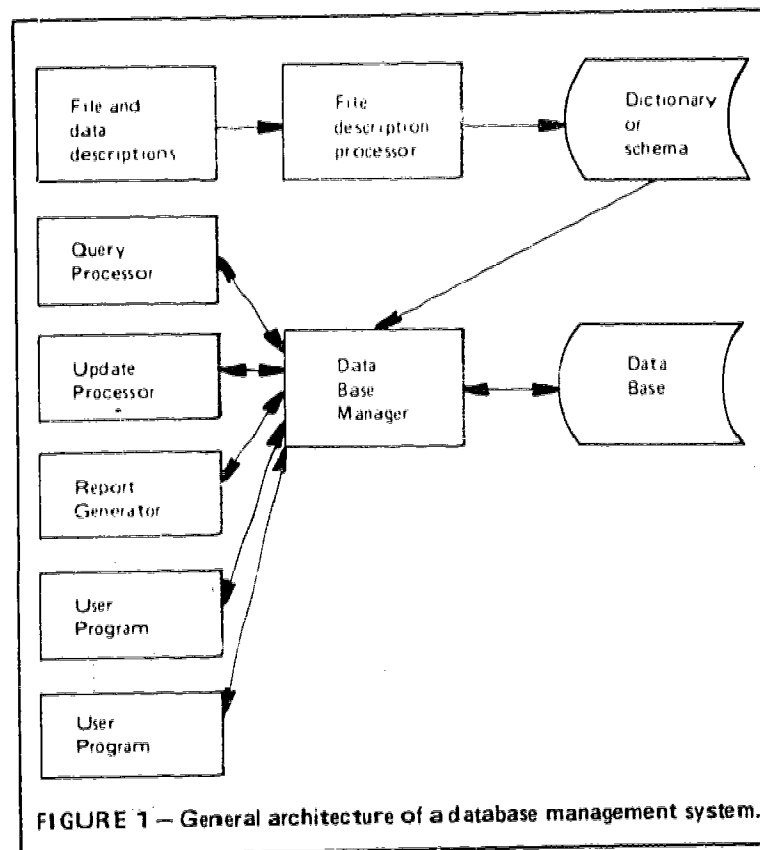 File and
data
descriptions
File
description
processor
Dictionary
or
schema
Query
Processor
Update
Processor
Data
Base
Manager
Data
Base
Report
Generator
User
Program
User
Program
FIGURE 1 — General architecture of a database management system.